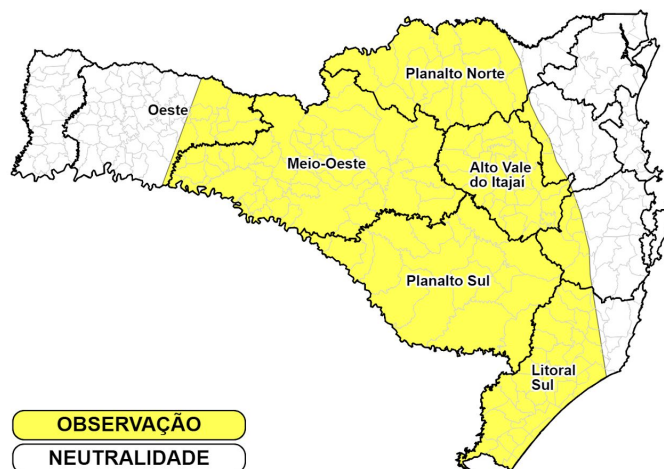 Planalto Norte
Oeste
Meio-Oeste
Alto Vale
do Itajaí
Planalto Sul
Litoral
Sul
OBSERVAÇÃO
NEUTRALIDADE